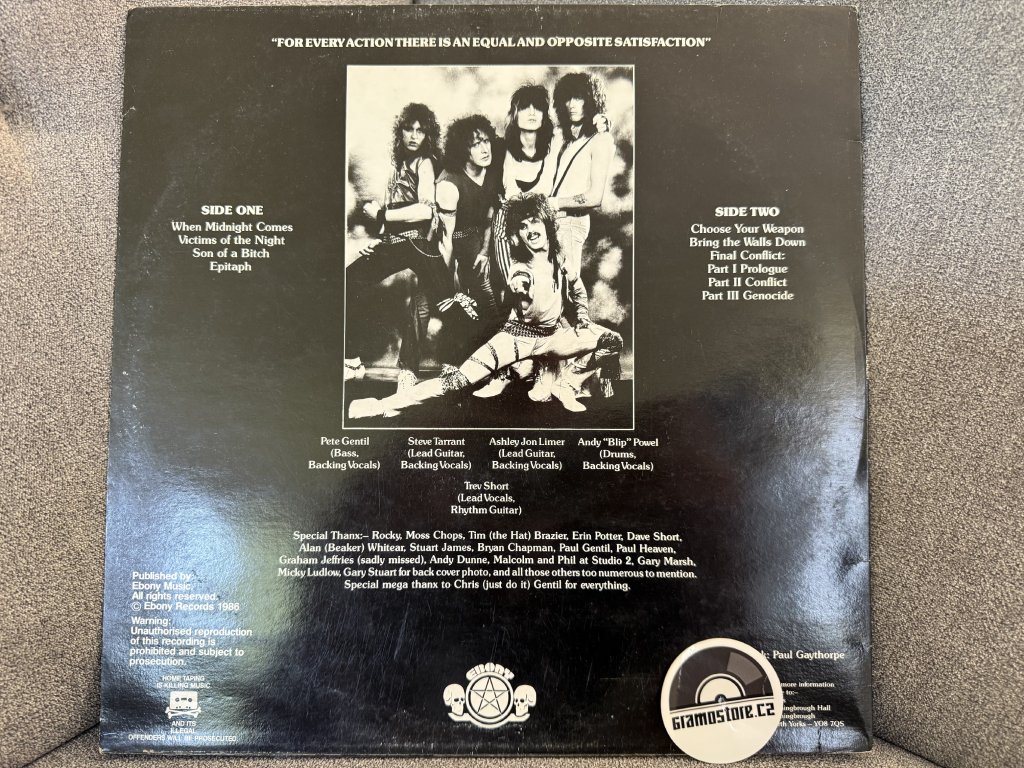 "FOR EVERY ACTION THERE IS AN EQUAL AND OPPOSITE SATISFACTION"
SIDE ONE
When Midnight Comes
Victims of the Night
Son of a Bitch
Epitaph
SIDE TWO
Choose Your Weapon
Bring the Walls Down
Final Conflict:
Part I Prologue
Part II Conflict
Part III Genocide
Pete Gentil
(Bass,
Backing Vocals)
Steve Tarrant
(Lead Guitar,
Backing Vocals)
Ashley Jon Limer
(Lead Guitar,
Backing Vocals)
Andy "Blip" Powel
(Drums,
Backing Vocals)
Trev Short
(Lead Vocals,
Rhythm Guitar)
Special Thanx:– Rocky, Moss Chops, Tim (the Hat) Brazier, Erin Potter, Dave Short,
Alan (Beaker) Whitear, Stuart James, Bryan Chapman, Paul Gentil, Paul Heaven,
Graham Jeffries (sadly missed), Andy Dunne, Malcolm and Phil at Studio 2, Gary Marsh,
Micky Ludlow, Gary Stuart for back cover photo, and all those others too numerous to mention.
Special mega thanx to Chris (just do it) Gentil for everything.
Published by:
Ebony Music.
All rights reserved.
© Ebony Records 1986
Warning:
Unauthorised reproduction
of this recording is
prohibited and subject to
prosecution.
HOME TAPING
IS KILLING MUSIC
AND ITS
ILLEGAL
OFFENDERS WILL BE PROSECUTED
EBONY
Paul Gaythorpe
more information
to:–
Hall
Yorks – YO8 7QS
Gramostore.cz